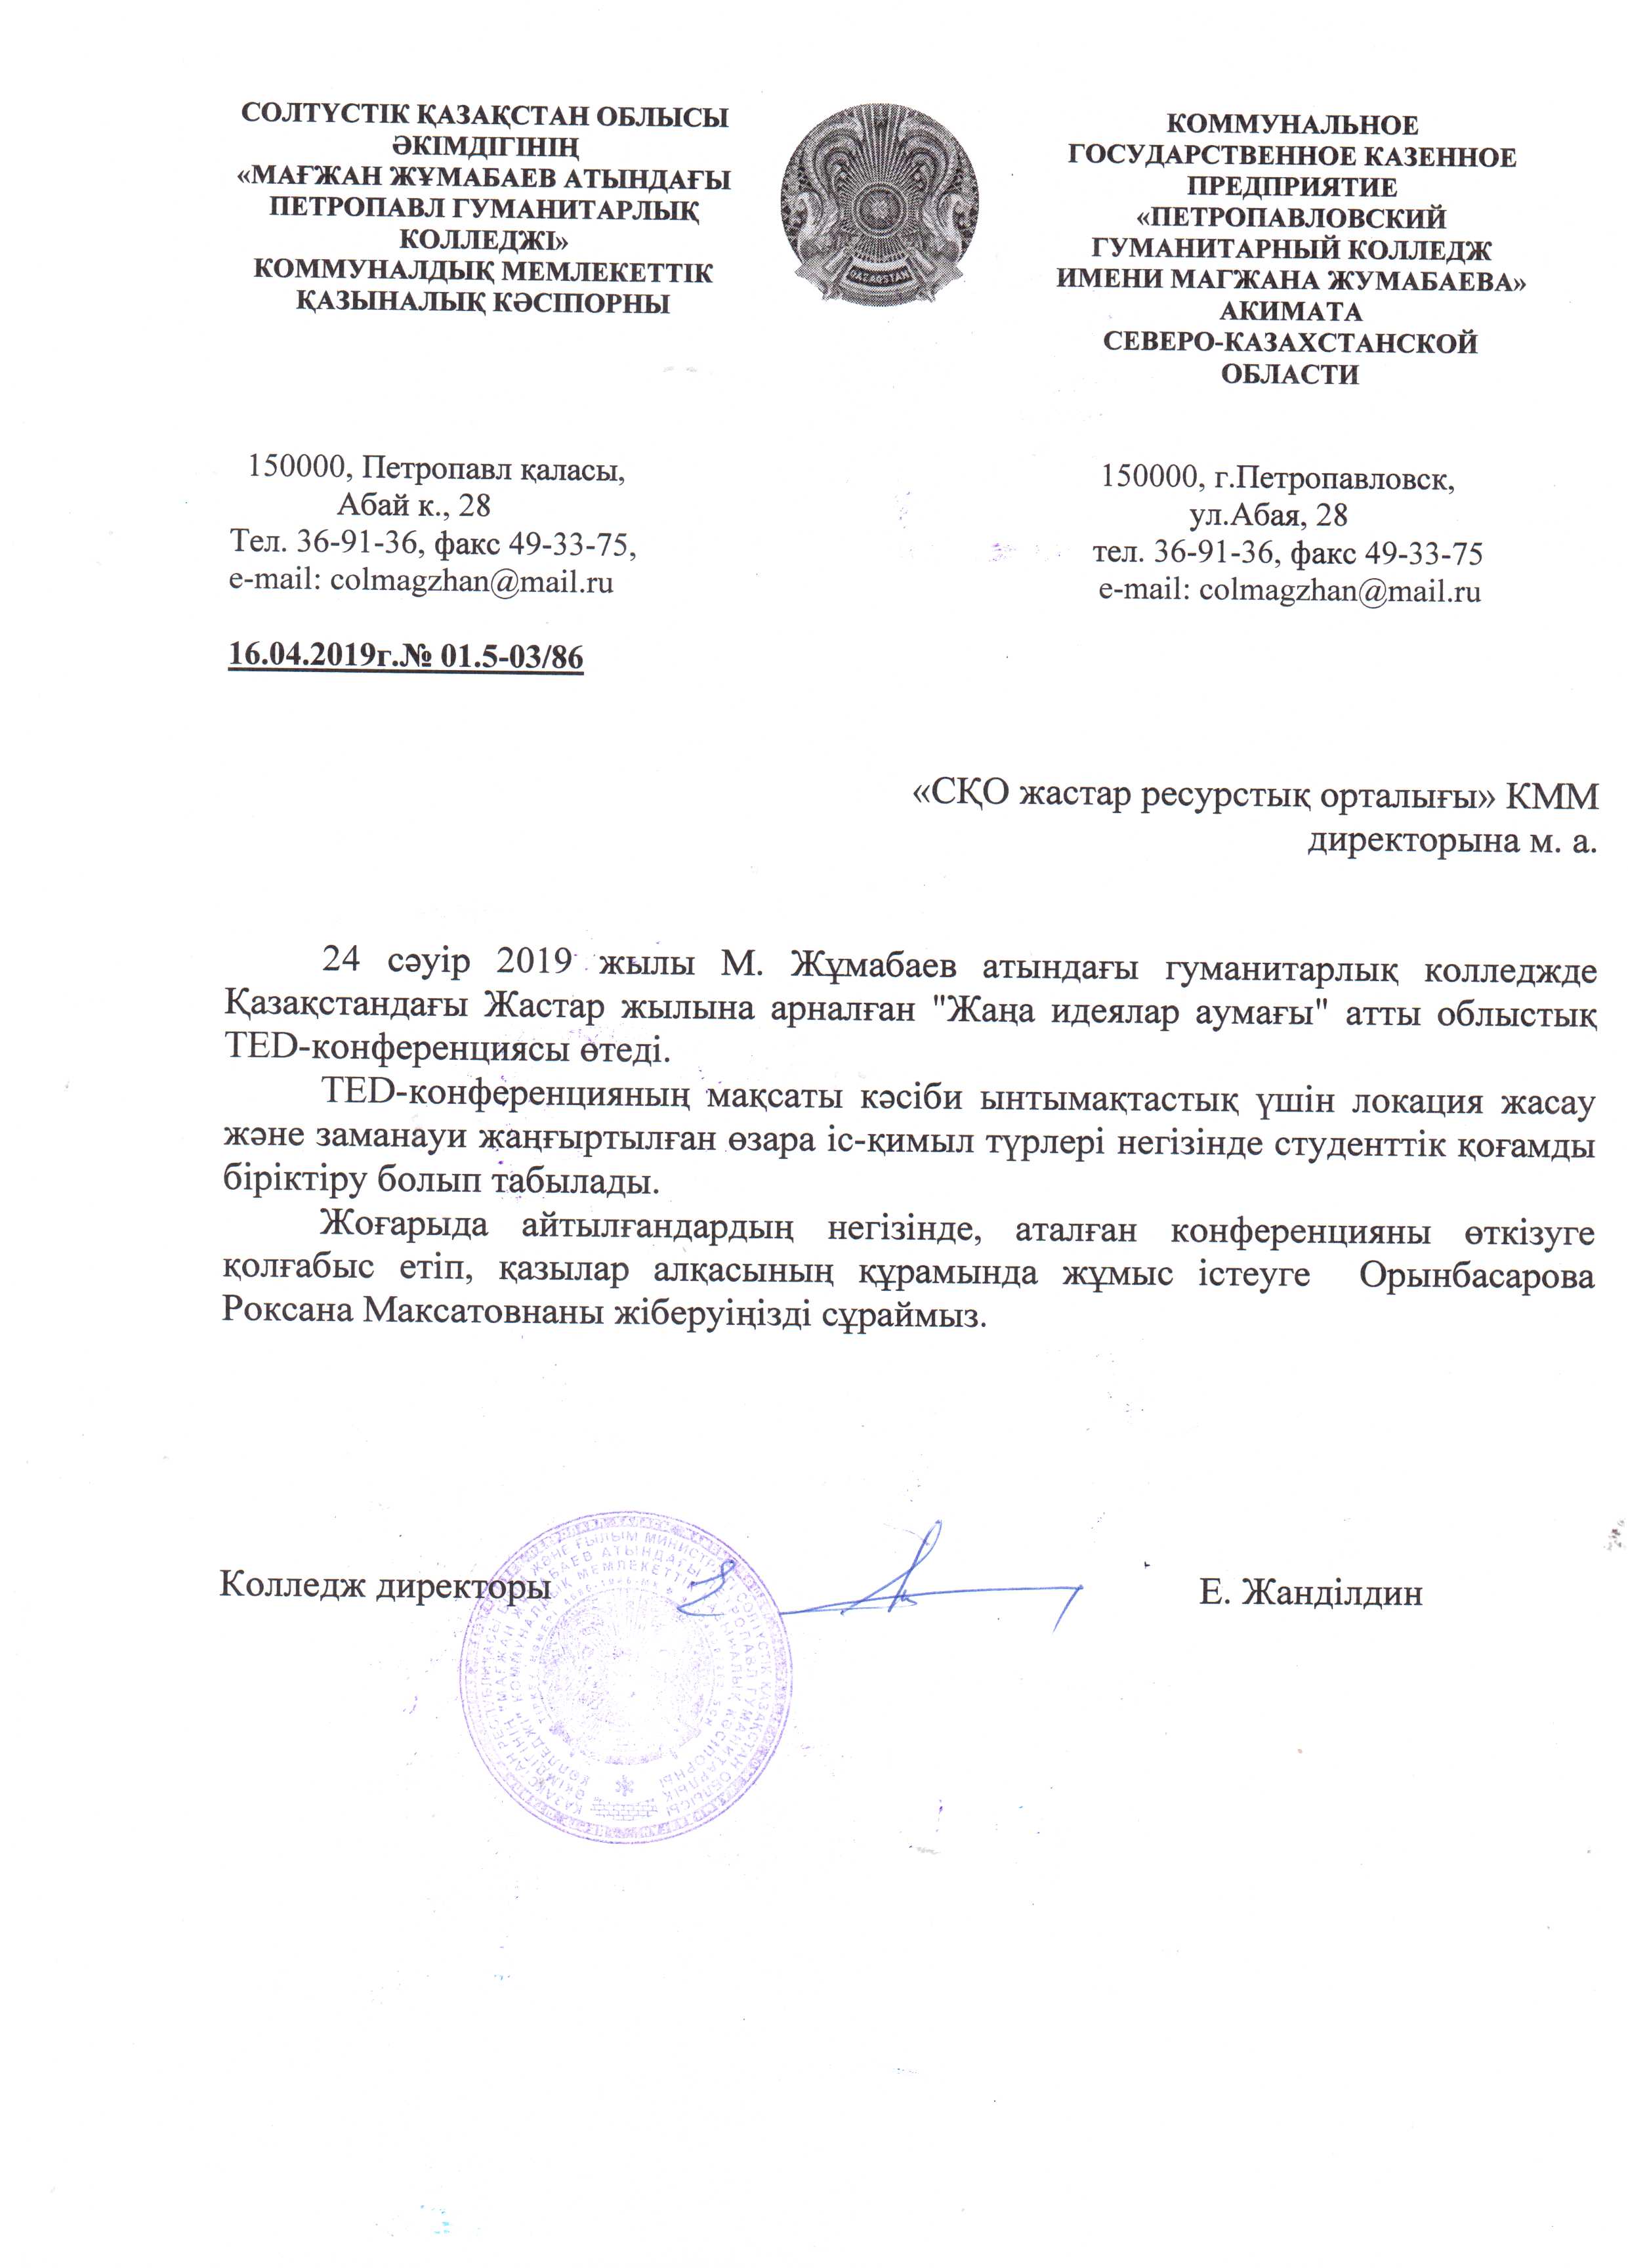 СОЛТҮСТІК ҚАЗАҚСТАН ОБЛЫСЫ
ӘКІМДІГІНІҢ
«МАҒЖАН ЖҰМАБАЕВ АТЫНДАҒЫ
ПЕТРОПАВЛ ГУМАНИТАРЛЫҚ
КОЛЛЕДЖІ»
КОММУНАЛДЫҚ МЕМЛЕКЕТТІК
ҚАЗЫНАЛЫҚ КӘСІПОРНЫ
QAZAQSTAN
КОММУНАЛЬНОЕ
ГОСУДАРСТВЕННОЕ КАЗЕННОЕ
ПРЕДПРИЯТИЕ
«ПЕТРОПАВЛОВСКИЙ
ГУМАНИТАРНЫЙ КОЛЛЕДЖ
ИМЕНИ МАГЖАНА ЖУМАБАЕВА»
АКИМАТА
СЕВЕРО-КАЗАХСТАНСКОЙ
ОБЛАСТИ
150000, Петропавл қаласы,
Абай к., 28
Тел. 36-91-36, факс 49-33-75,
e-mail: colmagzhan@mail.ru
150000, г.Петропавловск,
ул.Абая, 28
тел. 36-91-36, факс 49-33-75
e-mail: colmagzhan@mail.ru
16.04.2019г.№ 01.5-03/86
«СҚО жастар ресурстық орталығы» КММ
директорына м. а.
24 сәуір 2019 жылы М. Жұмабаев атындағы гуманитарлық колледжде
Қазақстандағы Жастар жылына арналған "Жаңа идеялар аумағы" атты облыстық
TED-конференциясы өтеді.
TED-конференцияның мақсаты кәсіби ынтымақтастық үшін локация жасау
және заманауи жаңғыртылған өзара іс-қимыл түрлері негізінде студенттік қоғамды
біріктіру болып табылады.
Жоғарыда айтылғандардың негізінде, аталған конференцияны өткізуге
қолғабыс етіп, қазылар алқасының құрамында жұмыс істеуге Орынбасарова
Роксана Максатовнаны жіберуіңізді сұраймыз.
Колледж директоры
Е. Жанділдин